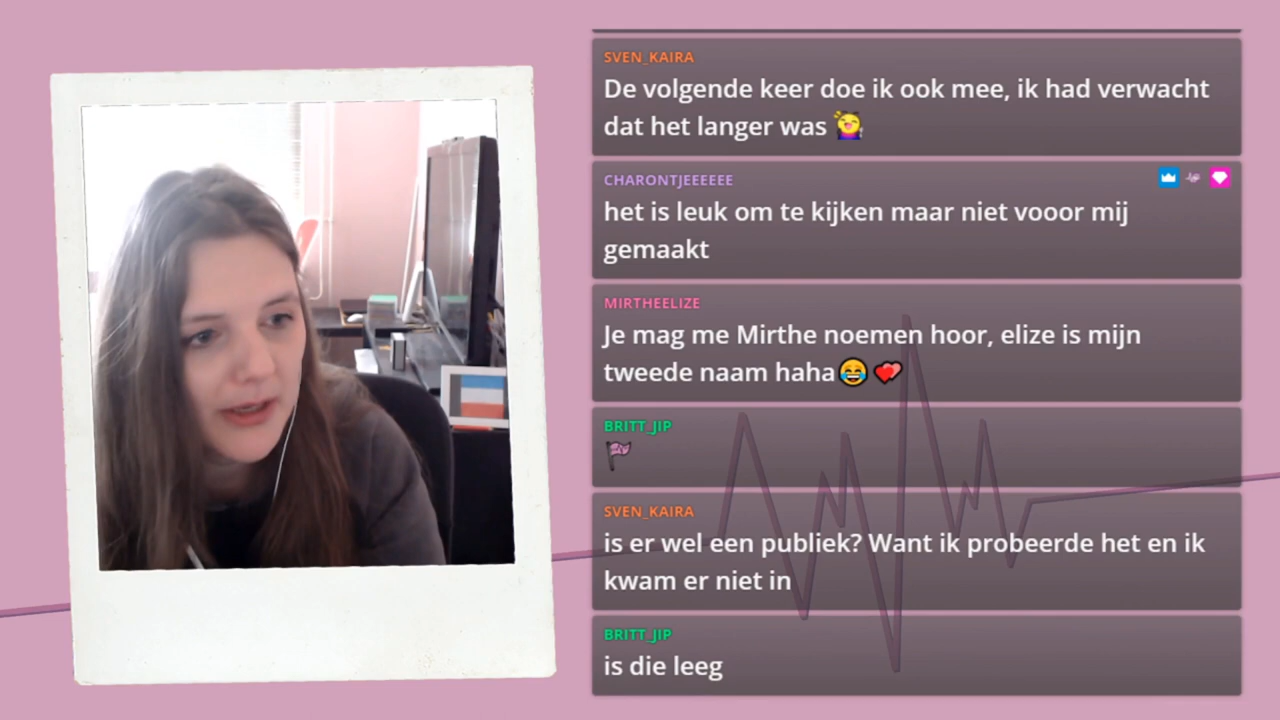 SVEN_KAIRA
De volgende keer doe ik ook mee, ik had verwacht
dat het langer was
CHARONTJEEEEEE
het is leuk om te kijken maar niet vooor mij
gemaakt
MIRTHEELIZE
Je mag me Mirthe noemen hoor, elize is mijn
tweede naam haha😂💕
BRITT_JIP
SVEN_KAIRA
is er wel een publiek? Want ik probeerde het en ik
kwam er niet in
BRITT_JIP
is die leeg